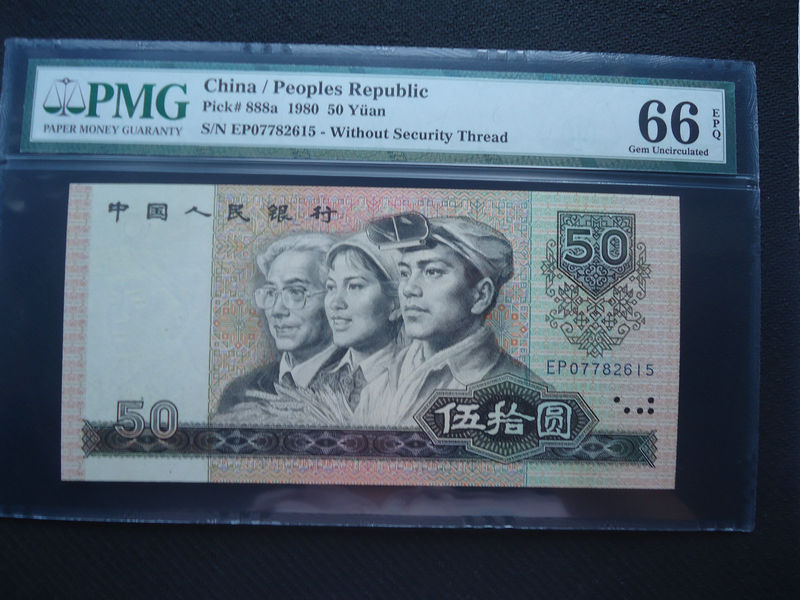 PMG
PAPER MONEY GUARANTY
China / Peoples Republic
Pick# 888a 1980 50 Yüan
S/N EP07782615 - Without Security Thread
66 EPQ
Gem Uncirculated
中国人民银行
50
EP07782615
50
伍拾圆